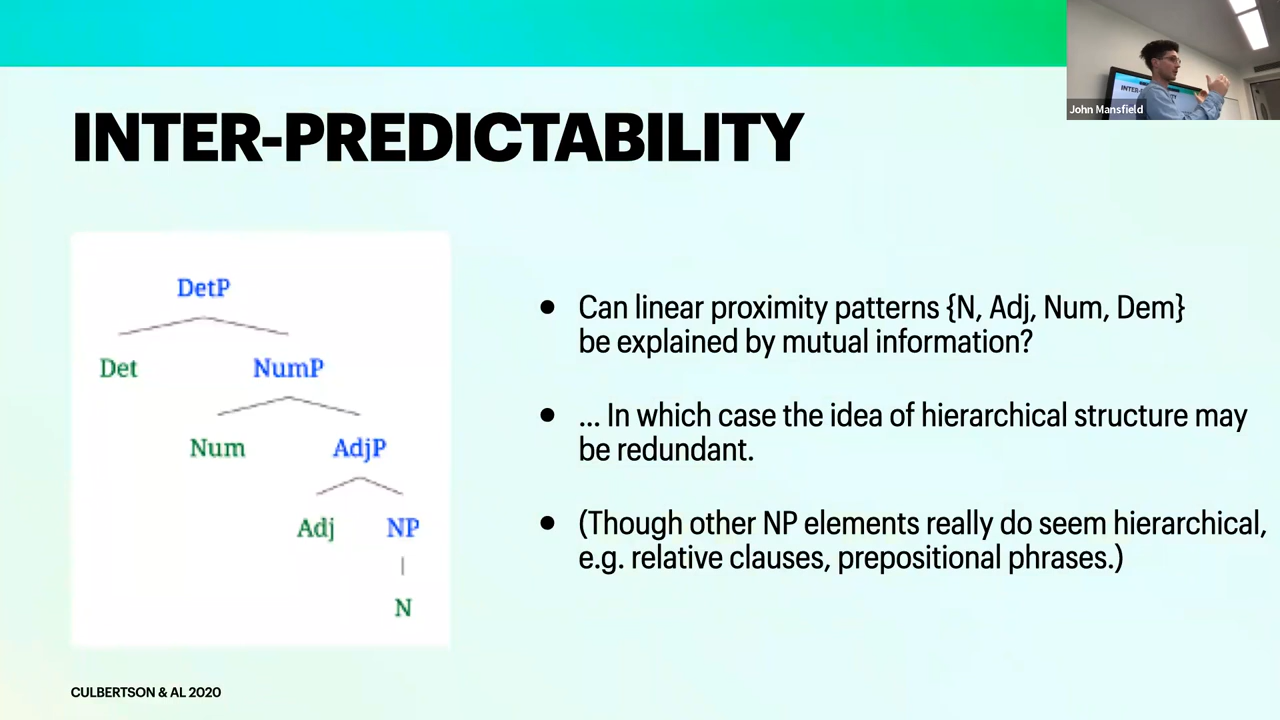 INTER-PREDICTABILITY
John Mansfield
DetP
Det NumP
Num AdjP
Adj NP
N
• Can linear proximity patterns {N, Adj, Num, Dem}
be explained by mutual information?
• ... In which case the idea of hierarchical structure may
be redundant.
• (Though other NP elements really do seem hierarchical,
e.g. relative clauses, prepositional phrases.)
CULBERTSON & AL 2020